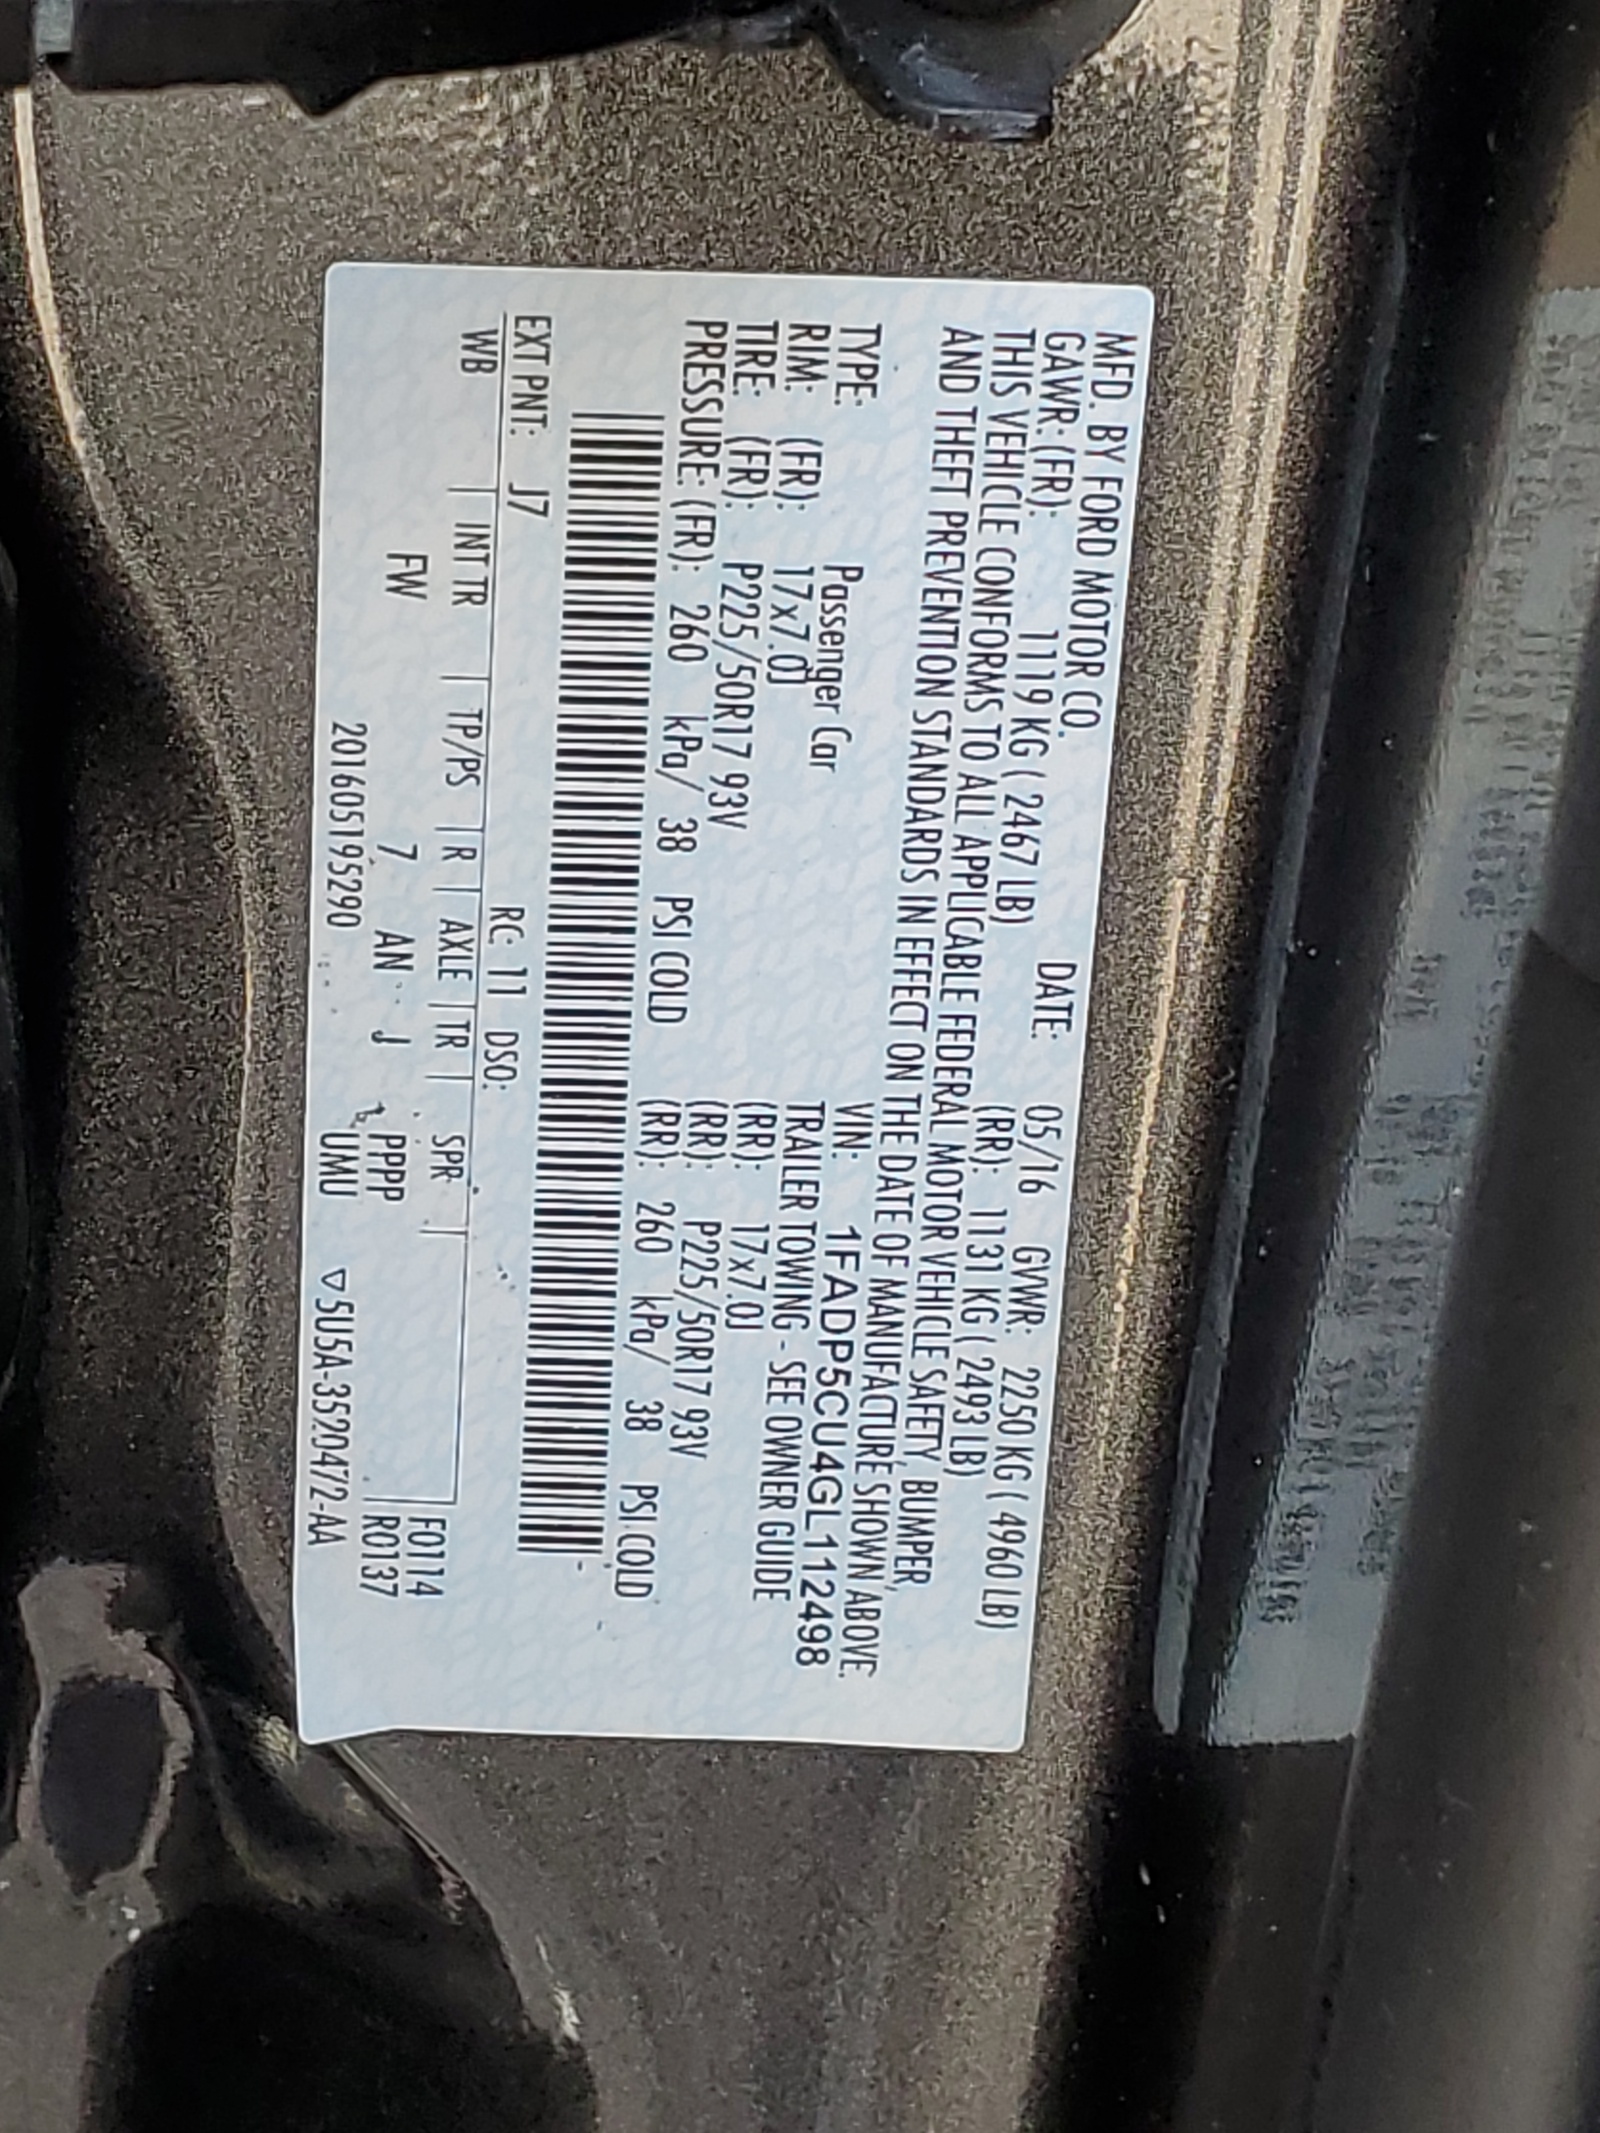 MFD. BY FORD MOTOR CO.
DATE: 05/16 GVWR: 2250 KG ( 4960 LB)
GAWR: (FR): 1119 KG ( 2467 LB) (RR): 1131 KG ( 2493 LB)
THIS VEHICLE CONFORMS TO ALL APPLICABLE FEDERAL MOTOR VEHICLE SAFETY, BUMPER,
AND THEFT PREVENTION STANDARDS IN EFFECT ON THE DATE OF MANUFACTURE SHOWN ABOVE.
VIN: 1FADP5CU4GL112498
TYPE: Passenger Car TRAILER TOWING - SEE OWNER GUIDE
RIM: (FR): 17x7.0J (RR): 17x7.0J
TIRE: (FR): P225/50R17 93V (RR): P225/50R17 93V
PRESSURE: (FR): 260 kPa/ 38 PSI COLD (RR): 260 kPa/ 38 PSI COLD
EXT PNT: J7 RC: 11 DSO:
WB | INT TR | TP/PS | R | AXLE | TR | SPR | F0114
FW 7 AN J PPPP R0137
20160519529​0 UMU ▽5U5A-3520472-AA